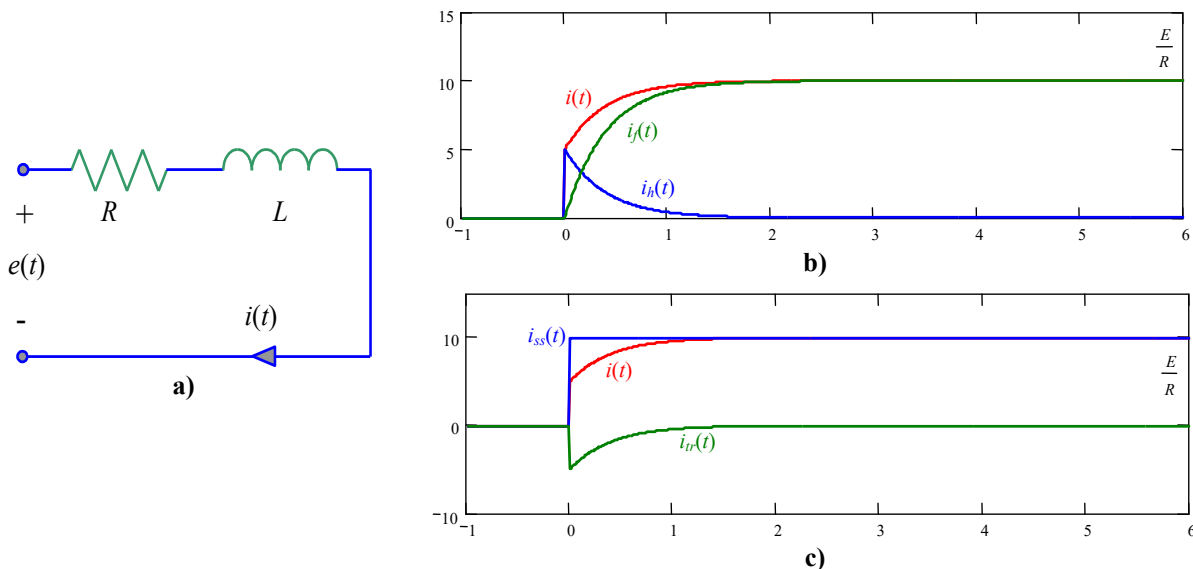 R
L
+
e(t)
-
i(t)
a)
15
10
5
0
E
R
i(t)
i_f(t)
i_h(t)
−1 0 1 2 3 4 5 6
b)
10
0
−10
i_ss(t)
i(t)
E
R
i_tr(t)
−1 0 1 2 3 4 5 6
c)